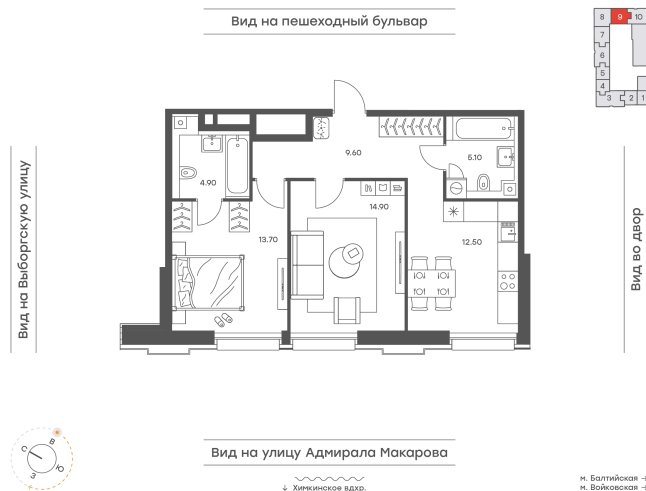 Вид на пешеходный бульвар
8 9 10
7
6
5
4
3 2 1
Вид на Выборгскую улицу
9.60
5.10
4.90
14.90
13.70
12.50
Вид во двор
С В
З Ю
Вид на улицу Адмирала Макарова
↓ Химкинское вдхр.
м. Балтийская →
м. Войковская →